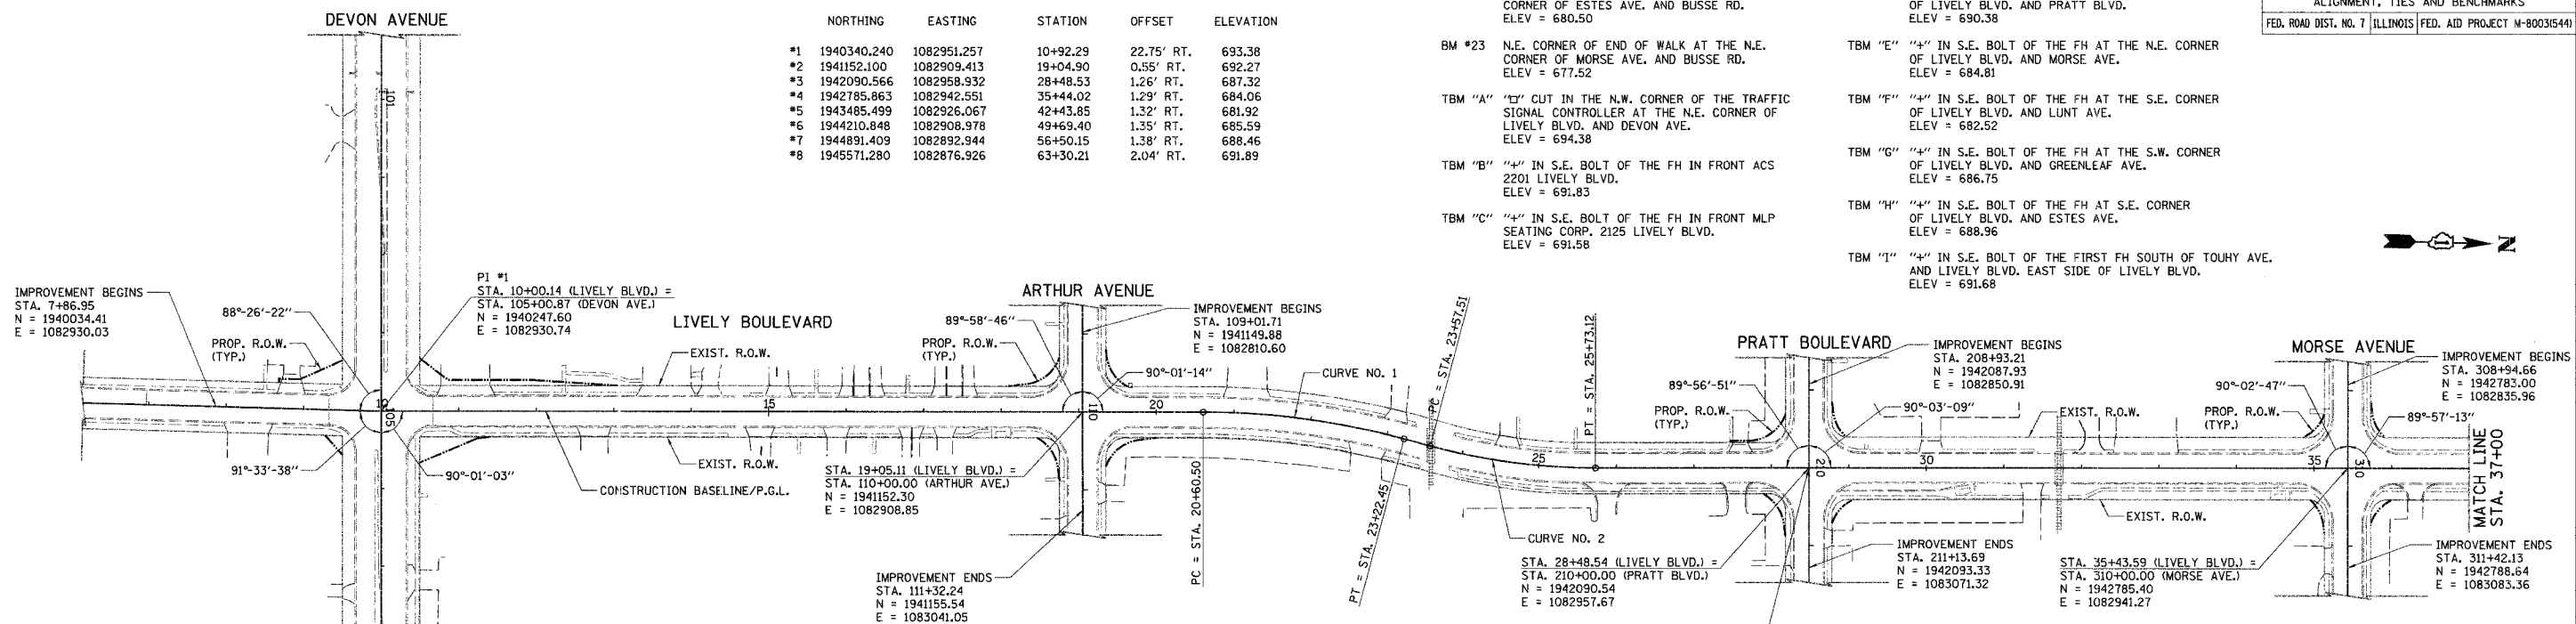 DEVON AVENUE
NORTHING EASTING STATION OFFSET ELEVATION
#1 1940340.240 1082951.257 10+92.29 22.75' RT. 693.38
#2 1941152.100 1082909.413 19+04.90 0.55' RT. 692.27
#3 1942090.566 1082958.932 28+48.53 1.26' RT. 687.32
#4 1942785.863 1082942.551 35+44.02 1.29' RT. 684.06
#5 1943485.499 1082926.067 42+43.85 1.32' RT. 681.92
#6 1944210.848 1082908.978 49+69.40 1.35' RT. 685.59
#7 1944891.409 1082892.944 56+50.15 1.38' RT. 688.46
#8 1945571.280 1082876.926 63+30.21 2.04' RT. 691.89
CORNER OF ESTES AVE. AND BUSSE RD.
ELEV = 680.50
BM #23 N.E. CORNER OF END OF WALK AT THE N.E.
CORNER OF MORSE AVE. AND BUSSE RD.
ELEV = 677.52
TBM "A" "□" CUT IN THE N.W. CORNER OF THE TRAFFIC
SIGNAL CONTROLLER AT THE N.E. CORNER OF
LIVELY BLVD. AND DEVON AVE.
ELEV = 694.38
TBM "B" "+" IN S.E. BOLT OF THE FH IN FRONT ACS
2201 LIVELY BLVD.
ELEV = 691.83
TBM "C" "+" IN S.E. BOLT OF THE FH IN FRONT MLP
SEATING CORP. 2125 LIVELY BLVD.
ELEV = 691.58
OF LIVELY BLVD. AND PRATT BLVD.
ELEV = 690.38
TBM "E" "+" IN S.E. BOLT OF THE FH AT THE N.E. CORNER
OF LIVELY BLVD. AND MORSE AVE.
ELEV = 684.81
TBM "F" "+" IN S.E. BOLT OF THE FH AT THE S.E. CORNER
OF LIVELY BLVD. AND LUNT AVE.
ELEV = 682.52
TBM "G" "+" IN S.E. BOLT OF THE FH AT THE S.W. CORNER
OF LIVELY BLVD. AND GREENLEAF AVE.
ELEV = 686.75
TBM "H" "+" IN S.E. BOLT OF THE FH AT S.E. CORNER
OF LIVELY BLVD. AND ESTES AVE.
ELEV = 688.96
TBM "I" "+" IN S.E. BOLT OF THE FIRST FH SOUTH OF TOUHY AVE.
AND LIVELY BLVD. EAST SIDE OF LIVELY BLVD.
ELEV = 691.68
ALIGNMENT, TIES AND BENCHMARKS
FED. ROAD DIST. NO. 7 ILLINOIS FED. AID PROJECT M-8003(544)
N
IMPROVEMENT BEGINS
STA. 7+86.95
N = 1940034.41
E = 1082930.03
88°-26'-22"
PROP. R.O.W.
(TYP.)
91°-33'-38"
101
10
105
PI #1
STA. 10+00.14 (LIVELY BLVD.) =
STA. 105+00.87 (DEVON AVE.)
N = 1940247.60
E = 1082930.74
90°-01'-03"
LIVELY BOULEVARD
EXIST. R.O.W.
15
EXIST. R.O.W.
CONSTRUCTION BASELINE/P.G.L.
ARTHUR AVENUE
89°-58'-46"
PROP. R.O.W.
(TYP.)
IMPROVEMENT BEGINS
STA. 109+01.71
N = 1941149.88
E = 1082810.60
90°-01'-14"
110
20
STA. 19+05.11 (LIVELY BLVD.) =
STA. 110+00.00 (ARTHUR AVE.)
N = 1941152.30
E = 1082908.85
IMPROVEMENT ENDS
STA. 111+32.24
N = 1941155.54
E = 1083041.05
PC = STA. 20+60.50
CURVE NO. 1
PT = STA. 23+22.45
PC = STA. 23+57.51
25
CURVE NO. 2
PT = STA. 25+73.12
PRATT BOULEVARD
89°-56'-51"
PROP. R.O.W.
(TYP.)
IMPROVEMENT BEGINS
STA. 208+93.21
N = 1942087.93
E = 1082850.91
90°-03'-09"
210
30
STA. 28+48.54 (LIVELY BLVD.) =
STA. 210+00.00 (PRATT BLVD.)
N = 1942090.54
E = 1082957.67
IMPROVEMENT ENDS
STA. 211+13.69
N = 1942093.33
E = 1083071.32
EXIST. R.O.W.
EXIST. R.O.W.
MORSE AVENUE
90°-02'-47"
PROP. R.O.W.
(TYP.)
35
310
IMPROVEMENT BEGINS
STA. 308+94.66
N = 1942783.00
E = 1082835.96
89°-57'-13"
STA. 35+43.59 (LIVELY BLVD.) =
STA. 310+00.00 (MORSE AVE.)
N = 1942785.40
E = 1082941.27
IMPROVEMENT ENDS
STA. 311+42.13
N = 1942788.64
E = 1083083.36
MATCH LINE
STA. 37+00